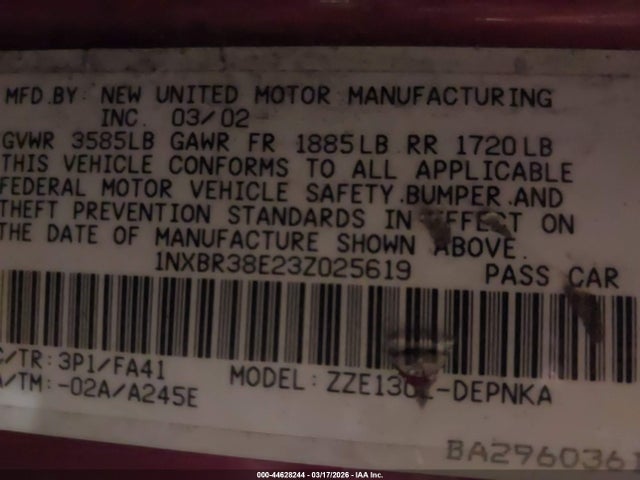 MFD.BY: NEW UNITED MOTOR MANUFACTURING
INC. 03/02
GVWR 3585LB GAWR FR 1885LB RR 1720LB
THIS VEHICLE CONFORMS TO ALL APPLICABLE
FEDERAL MOTOR VEHICLE SAFETY.BUMPER.AND
THEFT PREVENTION STANDARDS IN EFFECT ON
THE DATE OF MANUFACTURE SHOWN ABOVE.
1NXBR38E23Z025619 PASS CAR
C/TR:3P1/FA41
A/TM:-02A/A245E
MODEL:
BA2960361
000-44628244 - 03/17/2026 - IAA Inc.